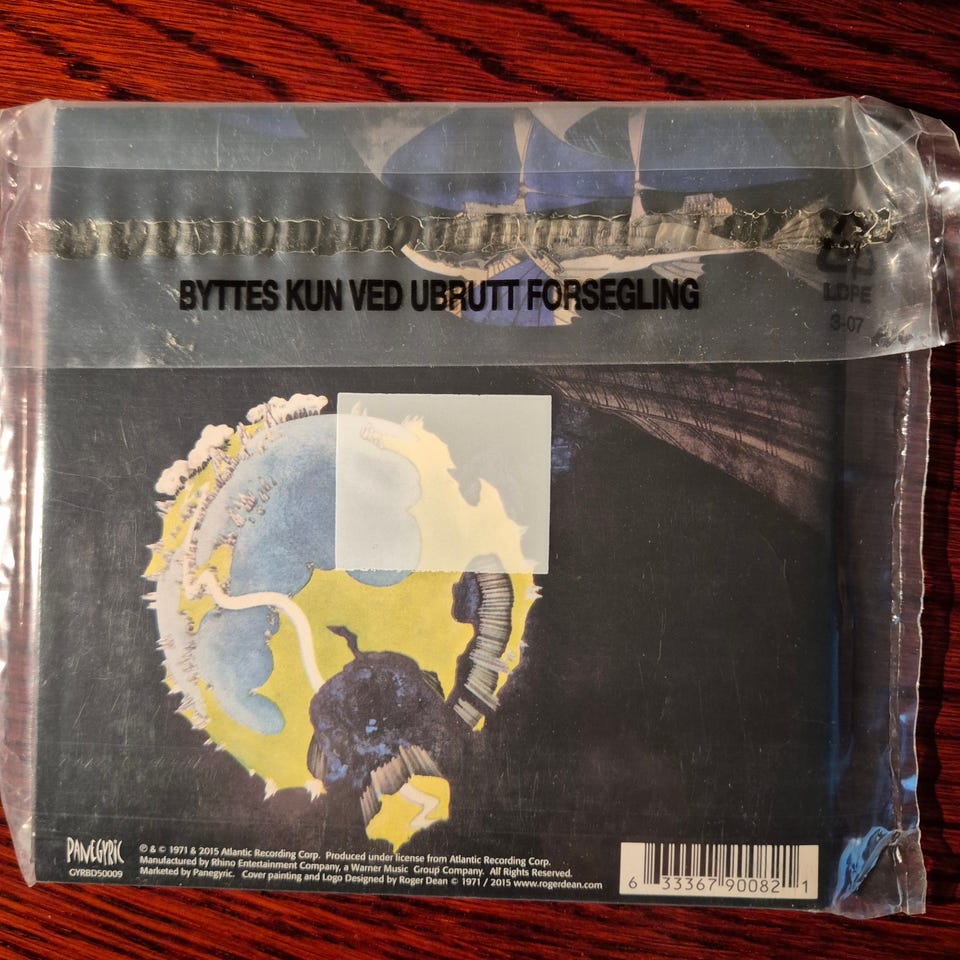 BYTTES KUN VED UBRUTT FORSEGLING
LDPE
3-07
PANEGYRIC
GYRBD50009
℗ & © 1971 & 2015 Atlantic Recording Corp. Produced under license from Atlantic Recording Corp.
Manufactured by Rhino Entertainment Company, a Warner Music Group Company. All Rights Reserved.
Marketed by Panegyric. Cover painting and Logo Designed by Roger Dean © 1971 / 2015 www.rogerdean.com
6 33367 90082 1